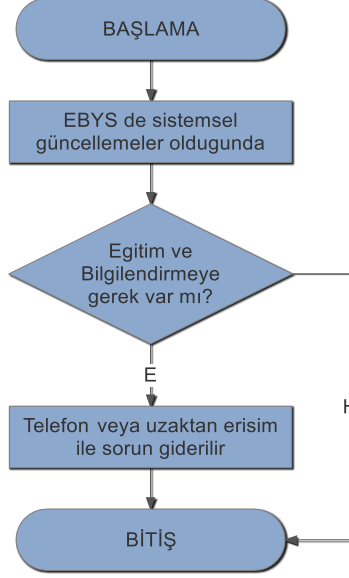 BAŞLAMA
EBYS de sistemsel
güncellemeler oldugunda
Egitim ve
Bilgilendirmeye
gerek var mı?
E
Telefon veya uzaktan erisim
ile sorun giderilir
BİTİŞ